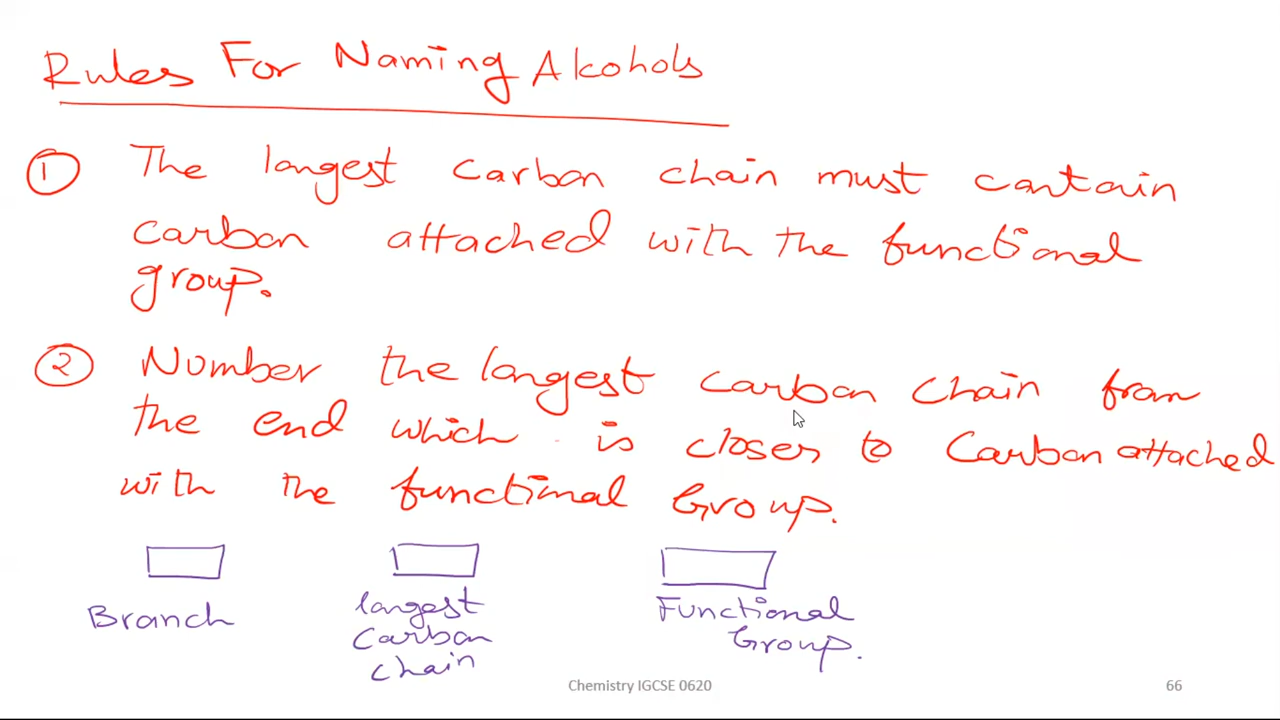 Rules For Naming Alcohols
① The longest carbon chain must contain
carbon attached with the functional
group.
② Number the longest carbon chain from
the end which is closer to Carbon attached
with the functional Group.
Branch longest Functional
Carbon Group.
chain
Chemistry IGCSE 0620 66